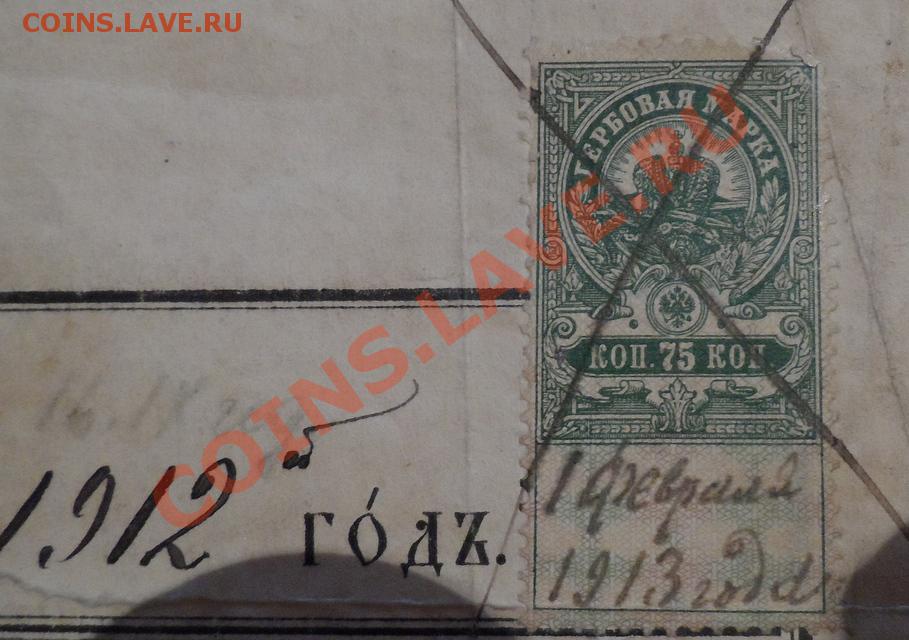 COINS.LAVE.RU
ГЕРБОВАЯ МАРКА
КОП. 75 КОП
COINS.LAVE.RU
1912 годъ.
1 февраля
1913 года